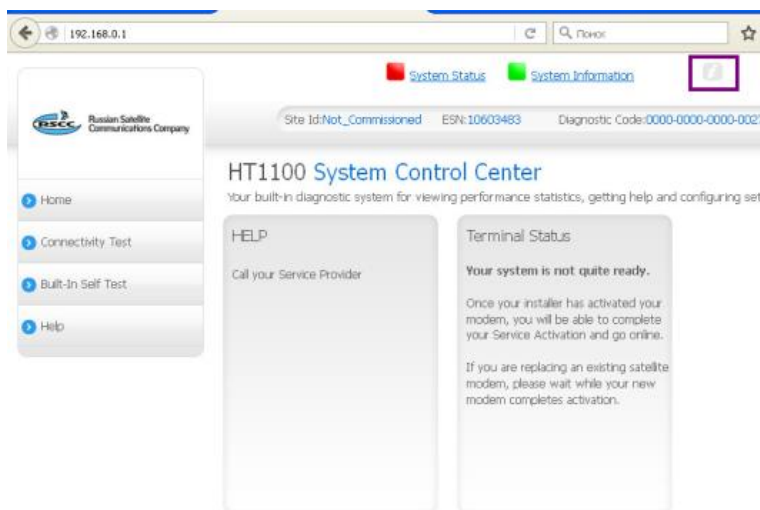 192.168.0.1
Поиск
System Status
System Information
i
RSCC
Russian Satellite
Communications Company
Site Id:Not_Commissioned
ESN:10603483
Diagnostic Code:0000-0000-0000-002
HT1100 System Control Center
Your built-in diagnostic system for viewing performance statistics, getting help and configuring set
Home
Connectivity Test
Built-In Self Test
Help
HELP
Call your Service Provider
Terminal Status
Your system is not quite ready.
Once your installer has activated your
modem, you will be able to complete
your Service Activation and go online.
If you are replacing an existing satellite
modem, please wait while your new
modem completes activation.